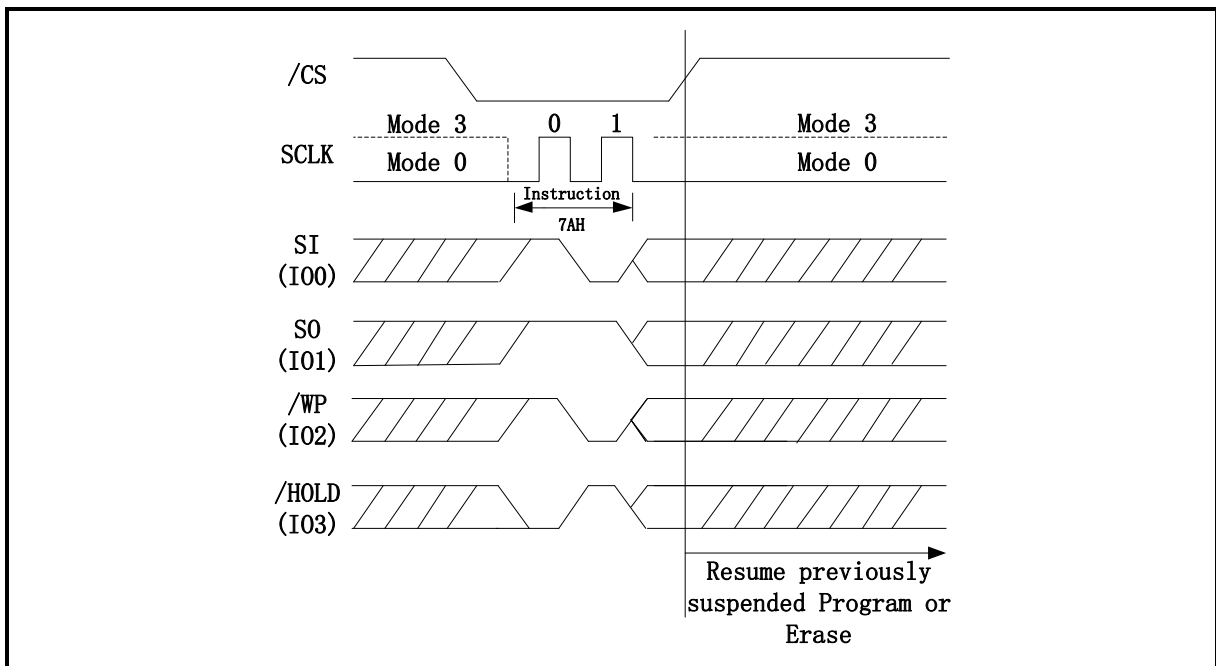 /CS
Mode 3 0 1 Mode 3
SCLK
Mode 0 Mode 0
Instruction
7AH
SI
(IO0)
SO
(IO1)
/WP
(IO2)
/HOLD
(IO3)
Resume previously
suspended Program or
Erase